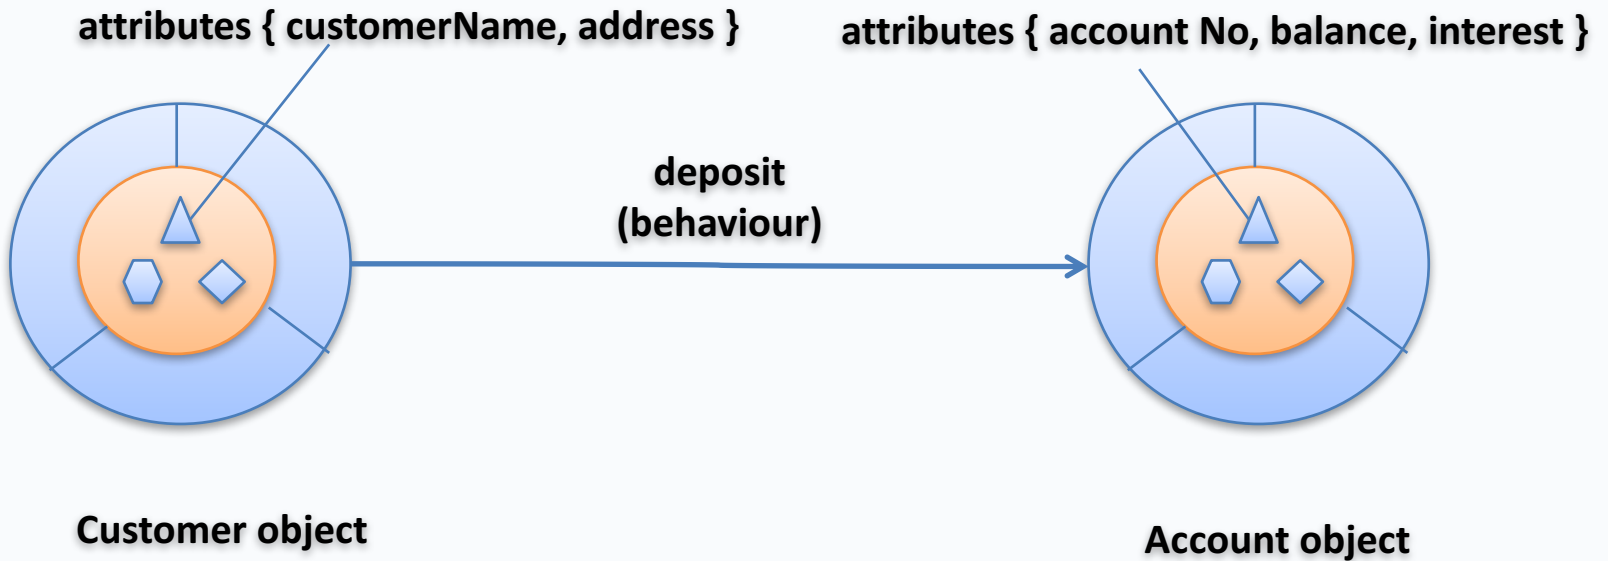 attributes { customerName, address }
attributes { account No, balance, interest }
deposit
(behaviour)
Customer object
Account object